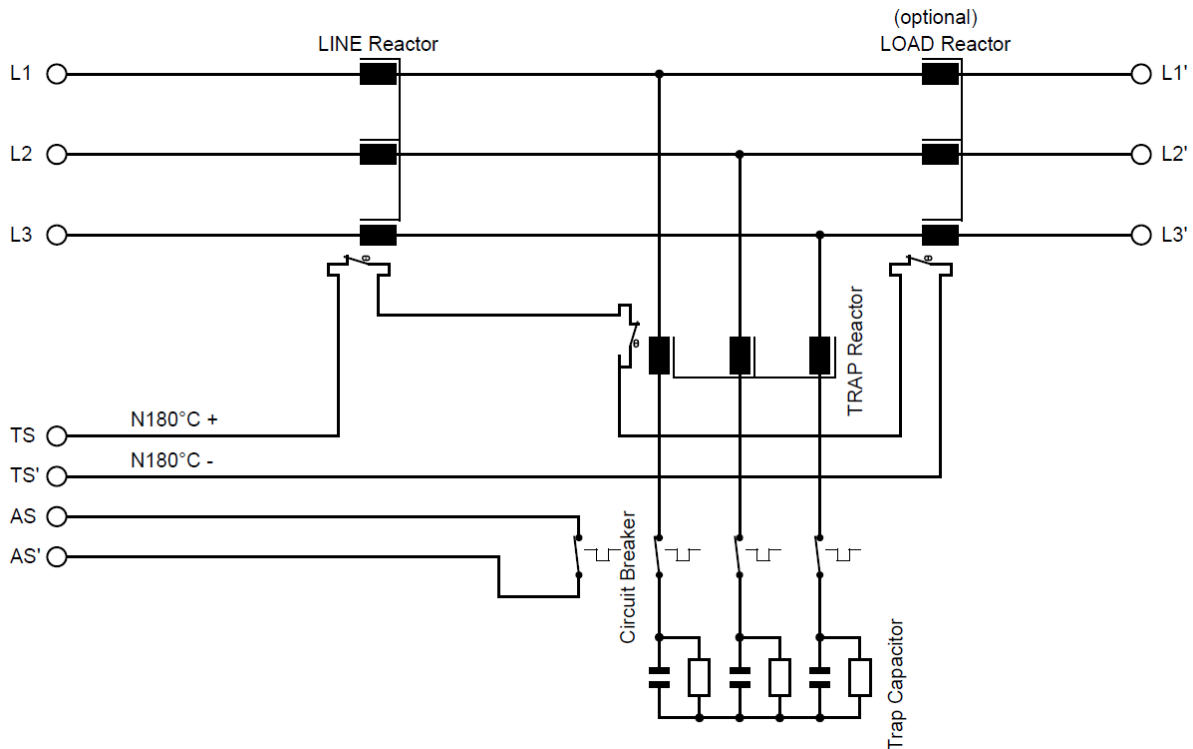 (optional)
LINE Reactor
LOAD Reactor
L1
L1'
L2
L2'
L3
L3'
θ
θ
θ
TRAP Reactor
N180°C +
TS
N180°C -
TS'
AS
AS'
Circuit Breaker
Trap Capacitor